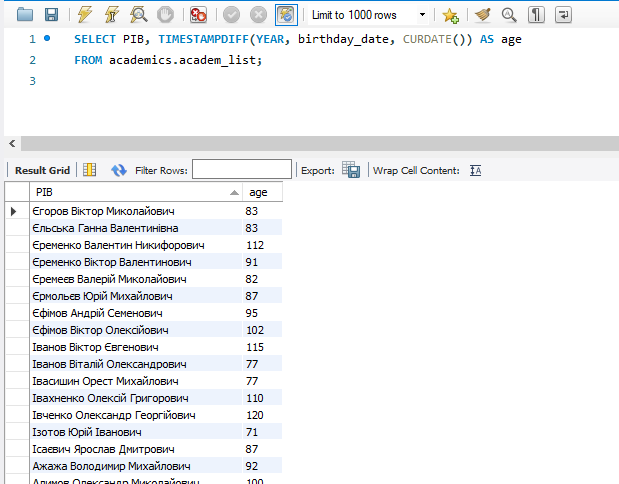 Limit to 1000 rows
1 SELECT PIB, TIMESTAMPDIFF(YEAR, birthday_date, CURDATE()) AS age
2 FROM academics.academ_list;
3
Result Grid Filter Rows: Export: Wrap Cell Content:
PIB age
Єгоров Віктор Миколайович 83
Єльська Ганна Валентинівна 83
Єременко Валентин Никифорович 112
Єременко Віктор Валентинович 91
Єремеєв Валерій Миколайович 82
Єрмольєв Юрій Михайлович 87
Єфімов Андрій Семенович 95
Єфімов Віктор Олексійович 102
Іванов Віктор Євгенович 115
Іванов Віталій Олександрович 77
Івасишин Орест Михайлович 77
Івахненко Олексій Григорович 110
Івченко Олександр Георгійович 120
Ізотов Юрій Іванович 71
Ісаєвич Ярослав Дмитрович 87
Ажажа Володимир Михайлович 92
Алимов Олександр Миколайович 100